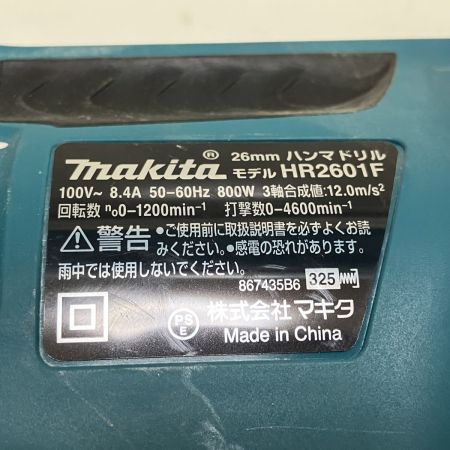 makita® 26mm ハンマドリル
モデル HR2601F
100V~ 8.4A 50-60Hz 800W 3軸合成値:12.0m/s²
回転数 n₀0-1200min⁻¹ 打撃数0-4600min⁻¹
⚠警告 ●ご使用前に取扱説明書を必ずよくお読
みください。●感電の恐れがあります。
雨中では使用しないでください。
867435B6 325
PSE 株式会社 マキタ
Made in China